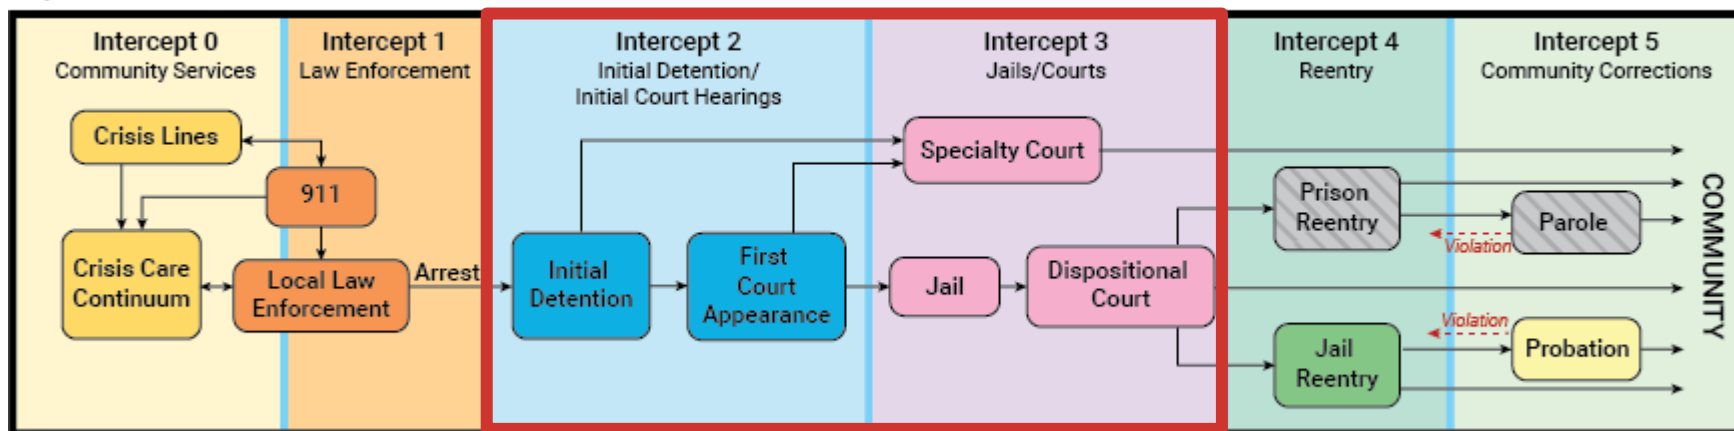 Intercept 0
Community Services
Intercept 1
Law Enforcement
Intercept 2
Initial Detention/
Initial Court Hearings
Intercept 3
Jails/Courts
Intercept 4
Reentry
Intercept 5
Community Corrections
Crisis Lines
911
Crisis Care
Continuum
Local Law
Enforcement
Arrest
Initial
Detention
First
Court
Appearance
Specialty Court
Jail
Dispositional
Court
Prison
Reentry
Violation
Parole
Jail
Reentry
Violation
Probation
COMMUNITY